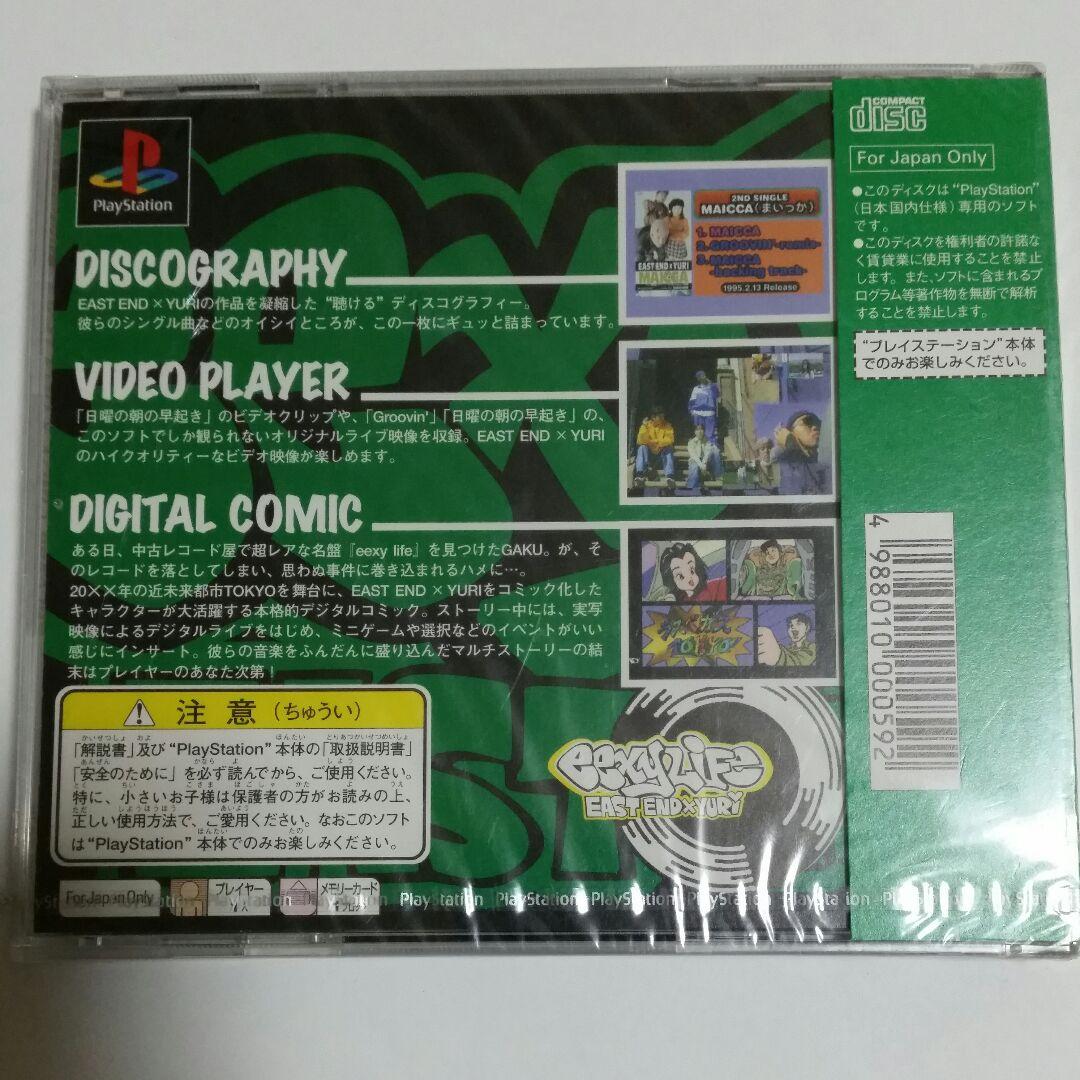 PlayStation
DISCOGRAPHY
EAST END×YURIの作品を凝縮した“聴ける”ディスコグラフィー。
彼らのシングル曲などのオイシイところが、この一枚にギュッと詰まっています。
2ND SINGLE
MAICCA(まいっか)
1. MAICCA
2. GROOVIN'-remix-
3. MAICCA
-backing track-
1995.2.13 Release
EAST END×YURI
MAICCA
VIDEO PLAYER
「日曜の朝の早起き」のビデオクリップや、「Groovin'」「日曜の朝の早起き」の、
このソフトでしか観られないオリジナルライブ映像を収録。EAST END×YURI
のハイクオリティーなビデオ映像が楽しめます。
DIGITAL COMIC
ある日、中古レコード屋で超レアな名盤『eexy life』を見つけたGAKU。が、そ
のレコードを落としてしまい、思わぬ事件に巻き込まれるハメに…。
20××年の近未来都市TOKYOを舞台に、EAST END×YURIをコミック化した
キャラクターが大活躍する本格的デジタルコミック。ストーリー中には、実写
映像によるデジタルライブをはじめ、ミニゲームや選択などのイベントがいい
感じにインサート。彼らの音楽をふんだんに盛り込んだマルチストーリーの結
末はプレイヤーのあなた次第!
注意(ちゅうい)
「解説書」及び“PlayStation”本体の「取扱説明書」
「安全のために」を必ず読んでから、ご使用ください。
特に、小さいお子様は保護者の方がお読みの上、
正しい使用方法で、ご愛用ください。なおこのソフト
は“PlayStation”本体でのみお楽しみください。
eexy LIFE
EAST END×YURI
For Japan Only
プレイヤー
メモリーカード
PlayStation PlayStation PlayStation PlayStation PlayStation
COMPACT
disc
For Japan Only
●このディスクは“PlayStation”
(日本国内仕様)専用のソフト
です。
●このディスクを権利者の許諾な
く賃貸業に使用することを禁止
します。また、ソフトに含まれるプ
ログラム等著作物を無断で解析
することを禁止します。
“プレイステーション”本体
でのみお楽しみください。
4 988010 000592